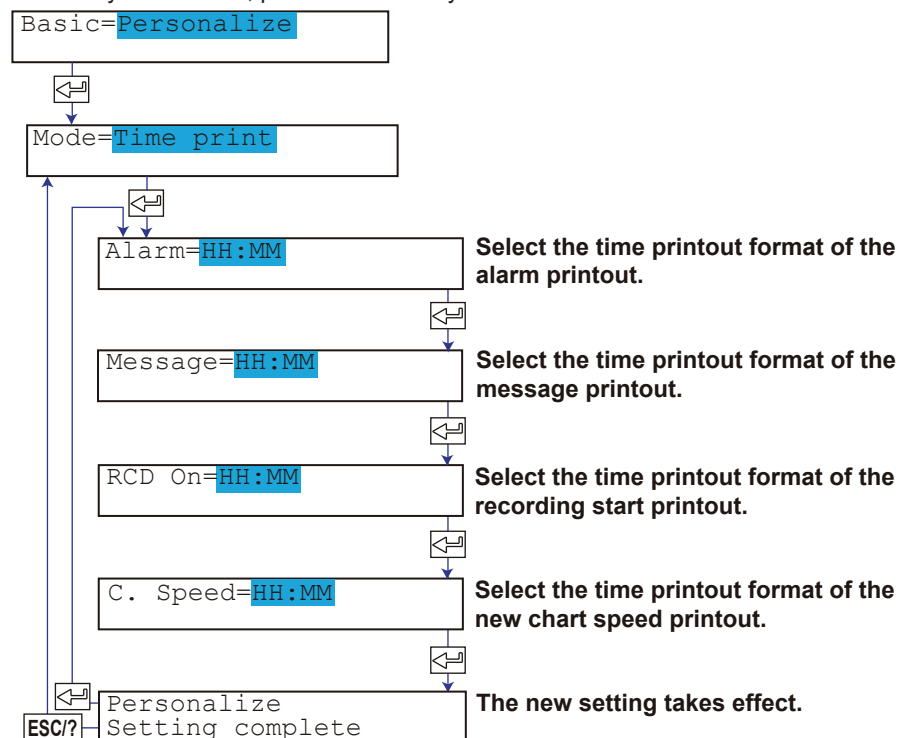 Basic=Personalize
Mode=Time print
Alarm=HH:MM
Select the time printout format of the
alarm printout.
Message=HH:MM
Select the time printout format of the
message printout.
RCD On=HH:MM
Select the time printout format of the
recording start printout.
C. Speed=HH:MM
Select the time printout format of the
new chart speed printout.
Personalize
Setting complete
The new setting takes effect.
ESC/?